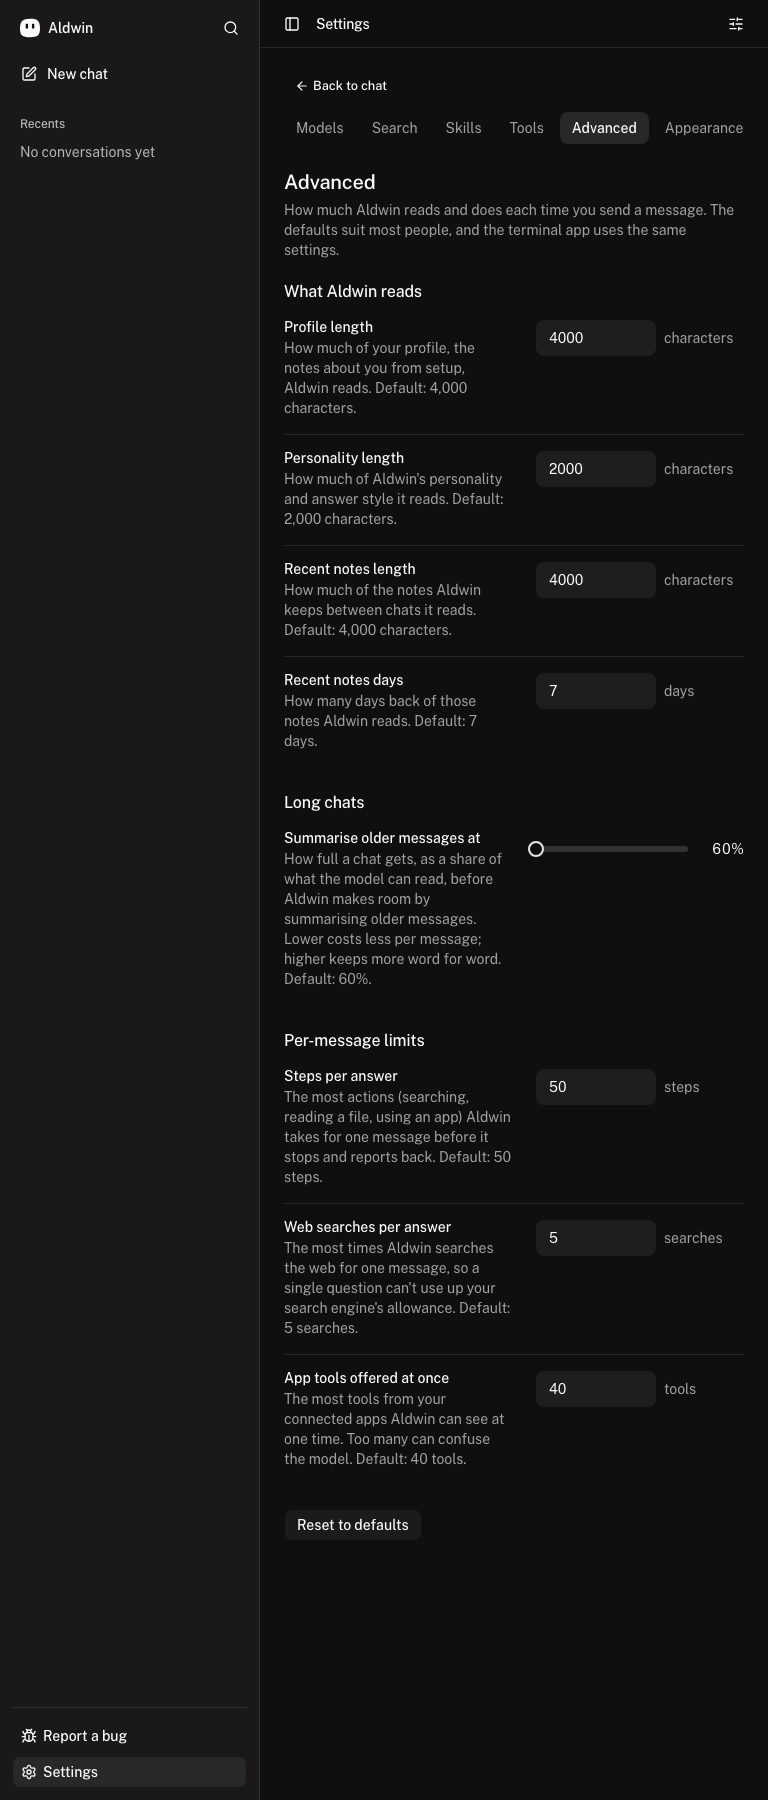 Aldwin
New chat
Recents
No conversations yet
Report a bug
Settings
Settings
Back to chat
Models Search Skills Tools Advanced Appearance
Advanced
How much Aldwin reads and does each time you send a message. The
defaults suit most people, and the terminal app uses the same
settings.
What Aldwin reads
Profile length
How much of your profile, the
notes about you from setup,
Aldwin reads. Default: 4,000
characters.
4000 characters
Personality length
How much of Aldwin's personality
and answer style it reads. Default:
2,000 characters.
2000 characters
Recent notes length
How much of the notes Aldwin
keeps between chats it reads.
Default: 4,000 characters.
4000 characters
Recent notes days
How many days back of those
notes Aldwin reads. Default: 7
days.
7 days
Long chats
Summarise older messages at
How full a chat gets, as a share of
what the model can read, before
Aldwin makes room by
summarising older messages.
Lower costs less per message;
higher keeps more word for word.
Default: 60%.
60%
Per-message limits
Steps per answer
The most actions (searching,
reading a file, using an app) Aldwin
takes for one message before it
stops and reports back. Default: 50
steps.
50 steps
Web searches per answer
The most times Aldwin searches
the web for one message, so a
single question can't use up your
search engine's allowance. Default:
5 searches.
5 searches
App tools offered at once
The most tools from your
connected apps Aldwin can see at
one time. Too many can confuse
the model. Default: 40 tools.
40 tools
Reset to defaults